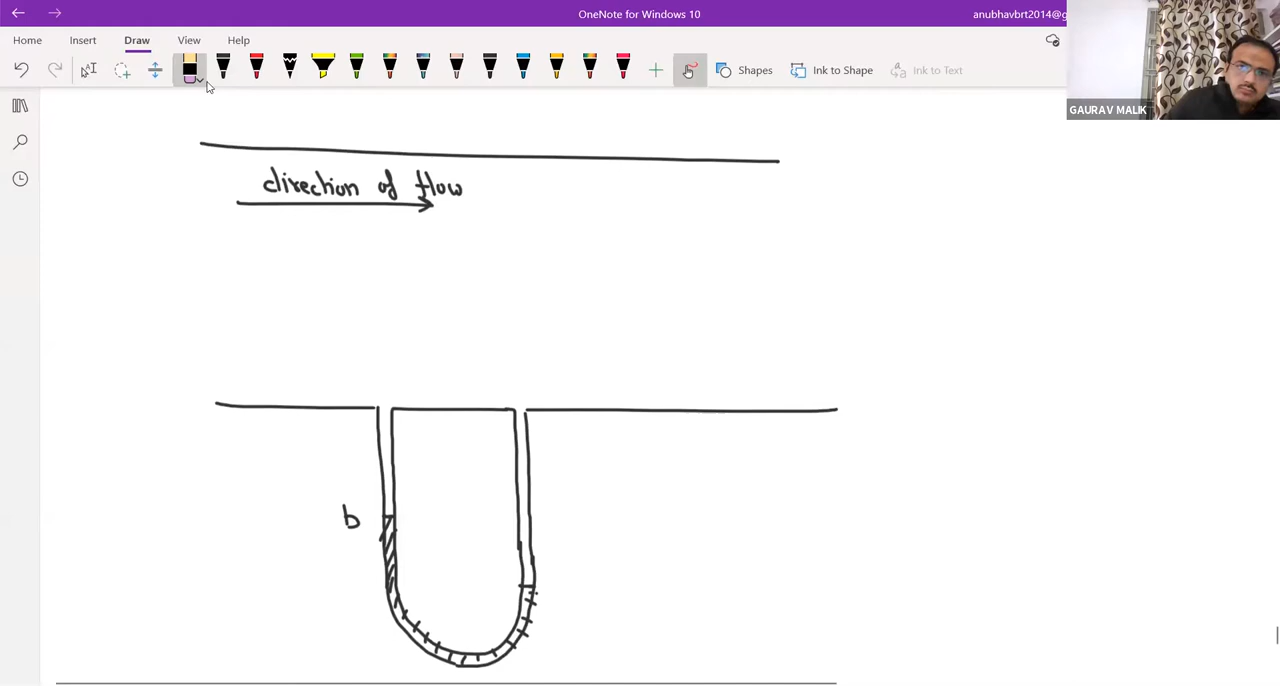 OneNote for Windows 10
anubhavbrt2014@g
Home Insert Draw View Help
Shapes Ink to Shape Ink to Text
GAURAV MALIK
direction of flow
b